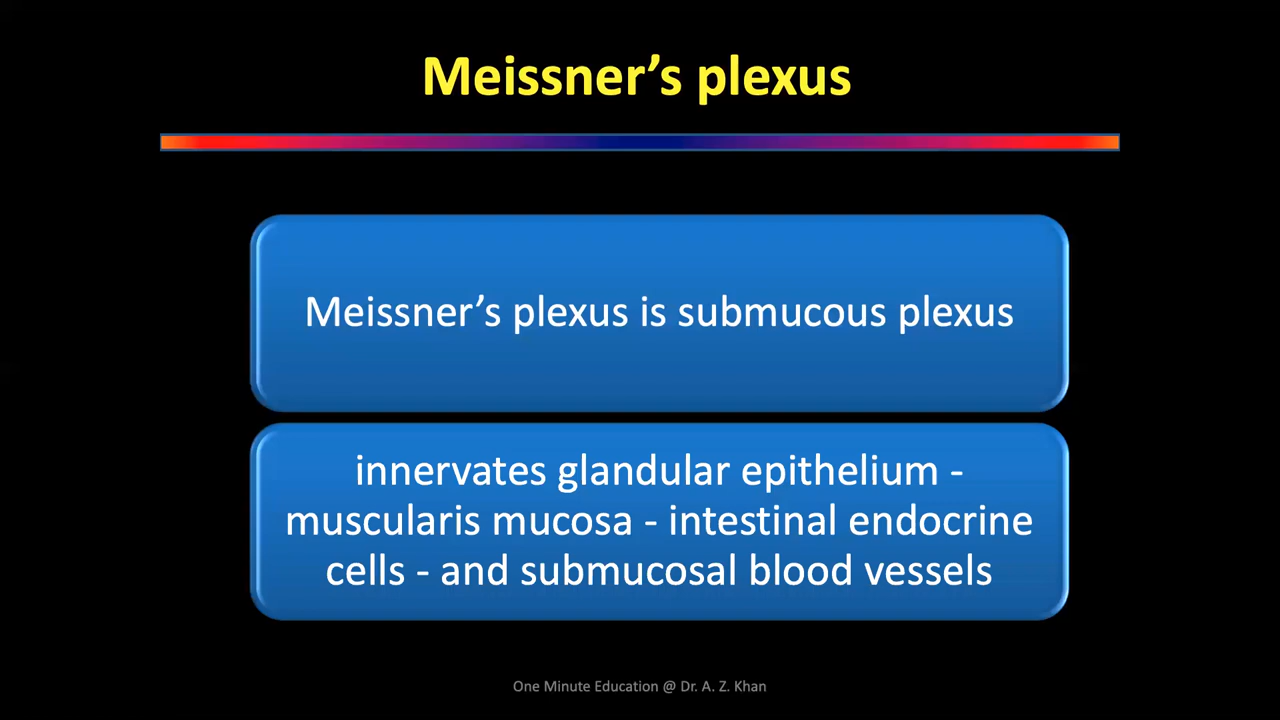 Meissner’s plexus
Meissner’s plexus is submucous plexus
innervates glandular epithelium -
muscularis mucosa - intestinal endocrine
cells - and submucosal blood vessels
One Minute Education @ Dr. A. Z. Khan